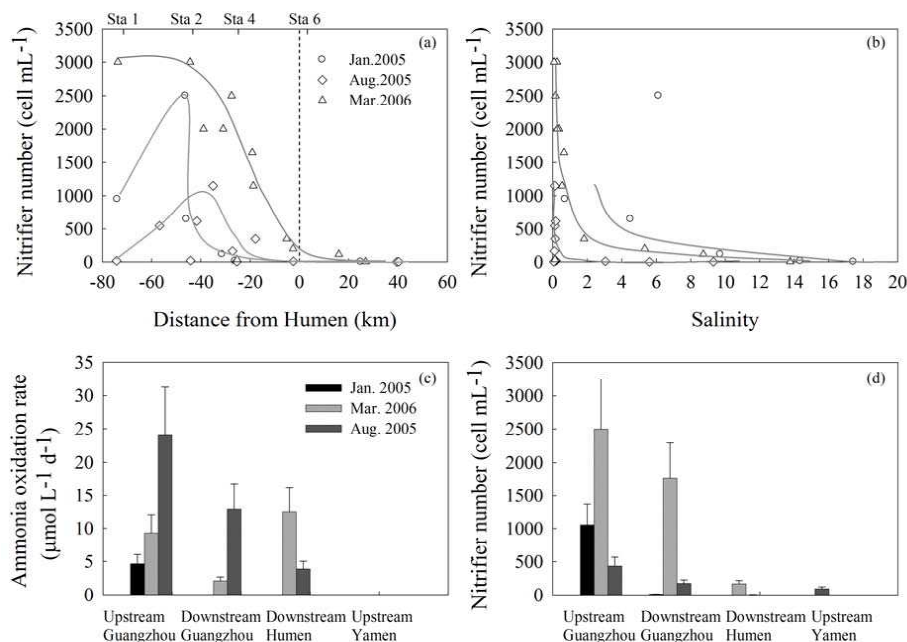 Sta 1 Sta 2 Sta 4 Sta 6
(a)
Nitrifier number (cell mL⁻¹)
3500
3000
2500
2000
1500
1000
500
0
Jan.2005
Aug.2005
Mar.2006
-80 -60 -40 -20 0 20 40 60
Distance from Humen (km)
(b)
Nitrifier number (cell mL⁻¹)
3500
3000
2500
2000
1500
1000
500
0
0 2 4 6 8 10 12 14 16 18
Salinity
(c)
Ammonia oxidation rate
(μmol L⁻¹ d⁻¹)
35
30
25
20
15
10
5
0
Jan. 2005
Mar. 2006
Aug. 2005
Upstream Downstream Downstream Upstream
Guangzhou Guangzhou Humen Yamen
(d)
Nitrifier number (cell mL⁻¹)
3500
3000
2500
2000
1500
1000
500
0
Upstream Downstream Downstream Upstream
Guangzhou Guangzhou Humen Yamen